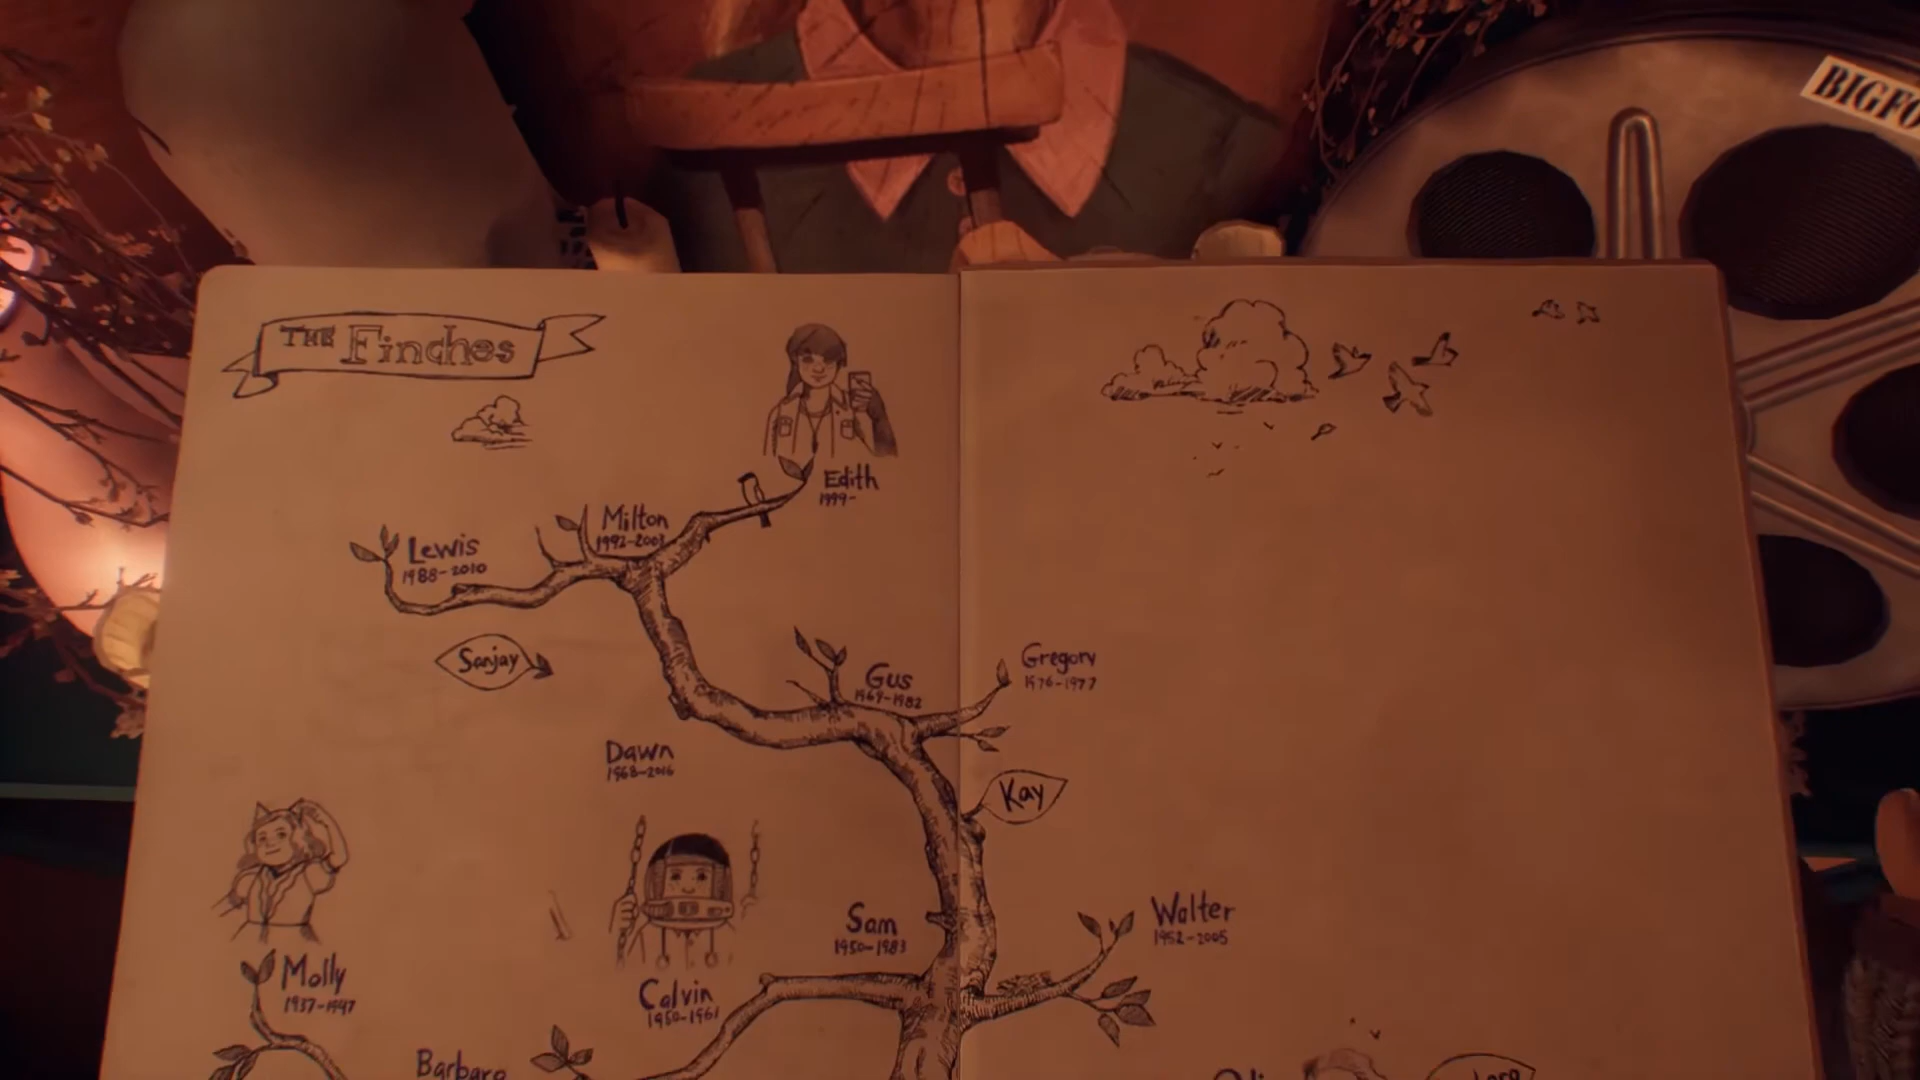 BIGFO
THE Finches
Edith
1999-
Milton
1992-2003
Lewis
1988-2010
Sanjay
Gus
1969-1982
Gregory
1976-1977
Dawn
1968-2016
Kay
Sam
1950-1983
Walter
1952-2005
Molly
1937-1947
Calvin
1950-1961
Barbara